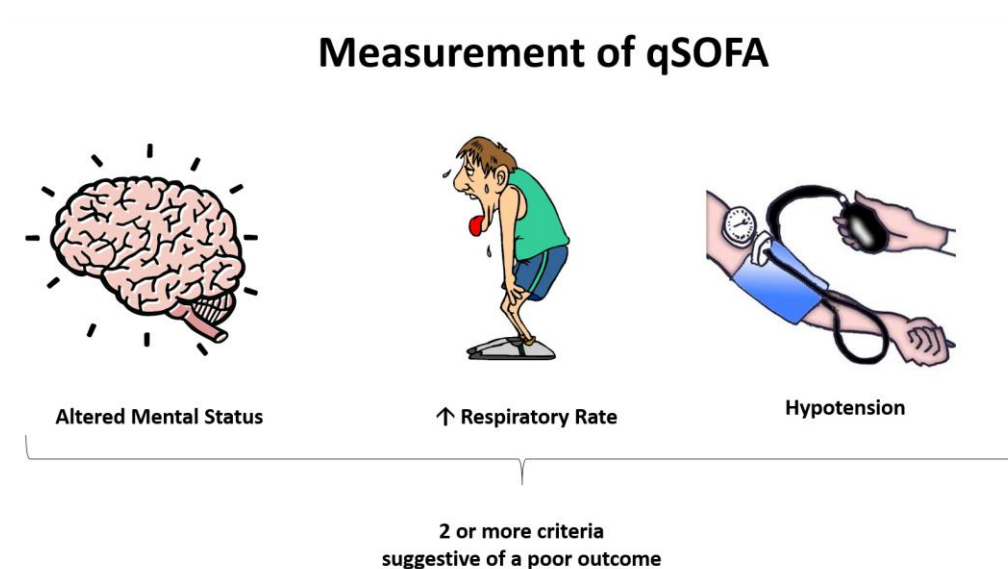 Measurement of qSOFA
Altered Mental Status
↑ Respiratory Rate
Hypotension
2 or more criteria
suggestive of a poor outcome